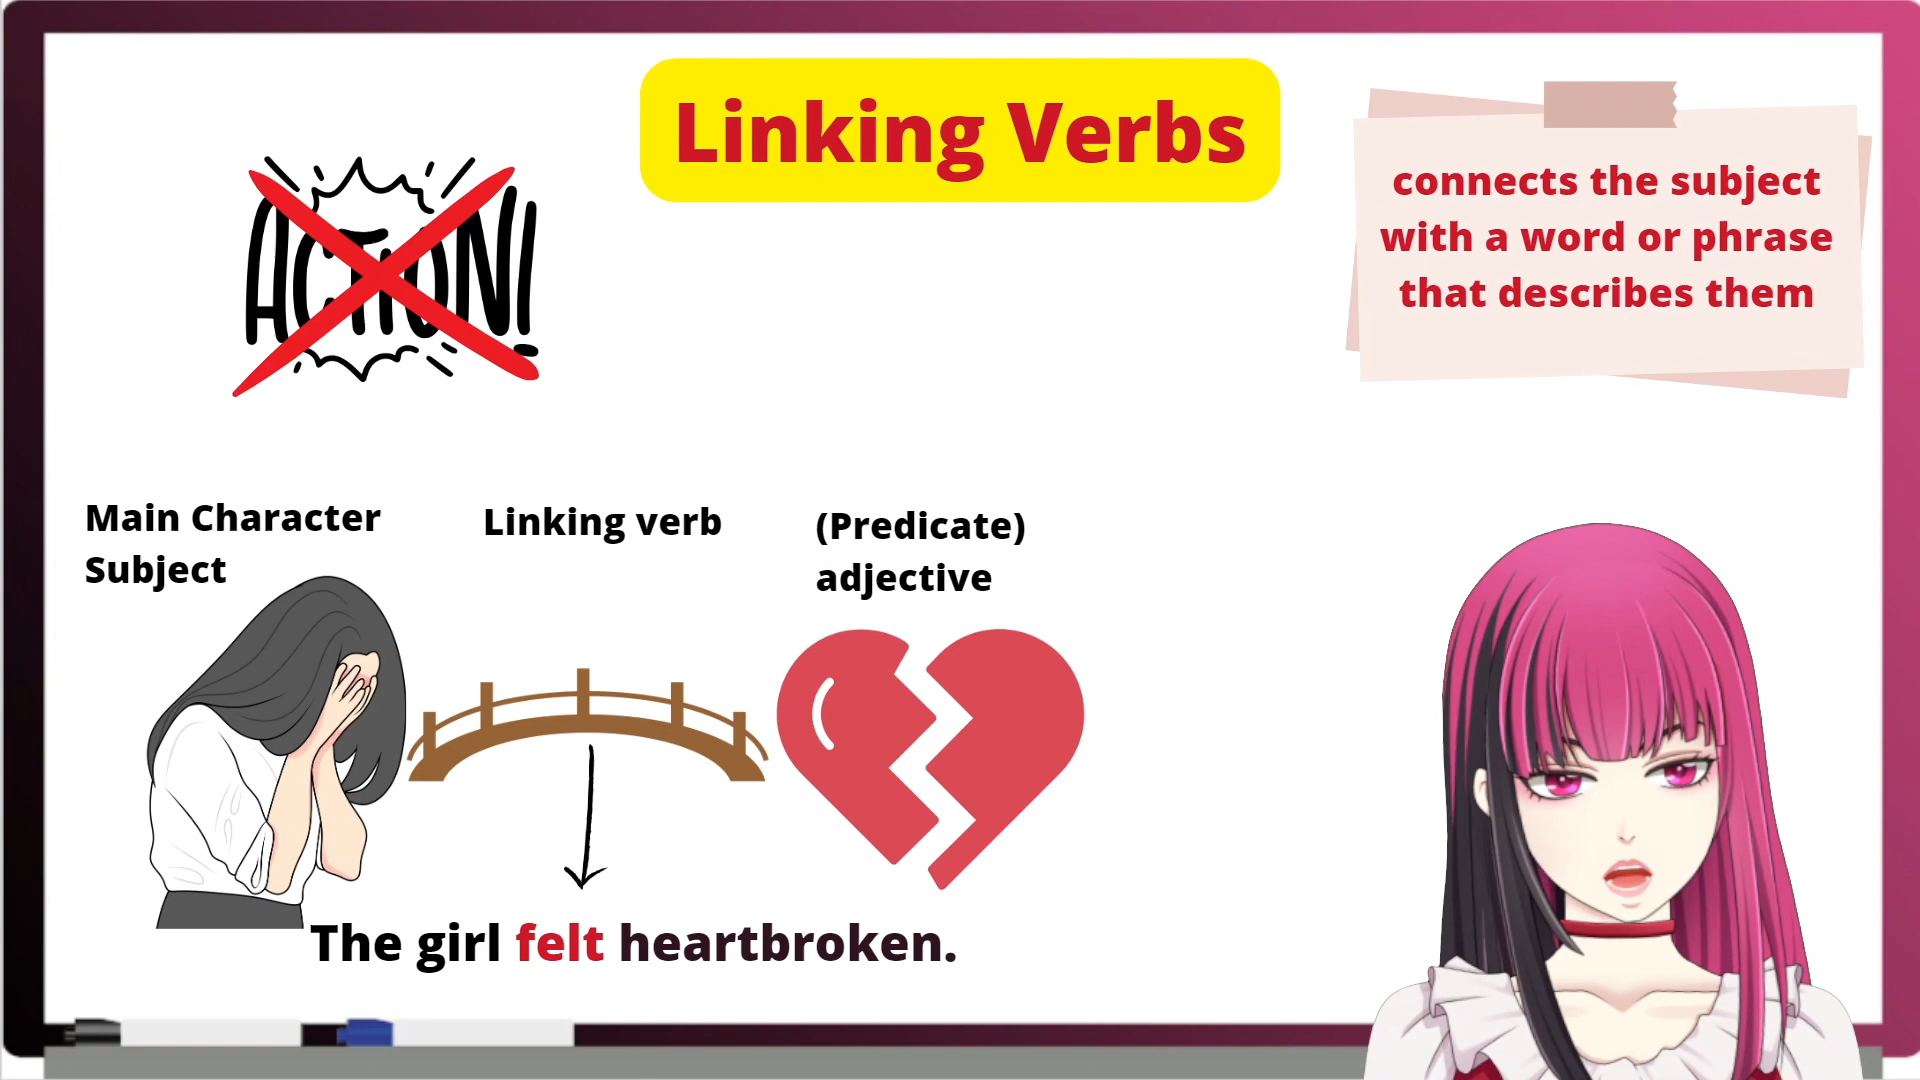 Linking Verbs
ACTION!
connects the subject
with a word or phrase
that describes them
Main Character
Subject
Linking verb
(Predicate)
adjective
The girl felt heartbroken.